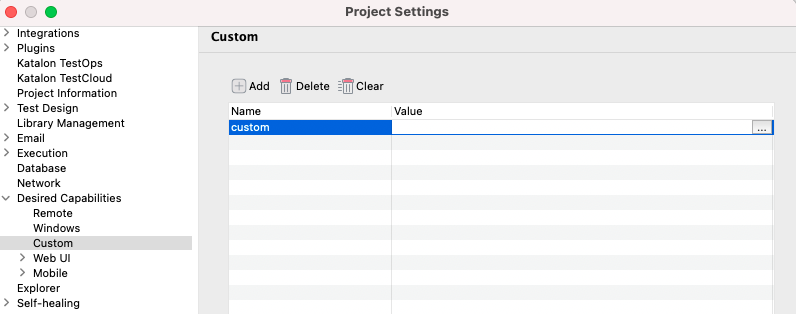 Project Settings
Integrations
Plugins
Katalon TestOps
Katalon TestCloud
Project Information
Test Design
Library Management
Email
Execution
Database
Network
Desired Capabilities
Remote
Windows
Custom
Web UI
Mobile
Explorer
Self-healing
Custom
Add Delete Clear
Name Value
custom ...